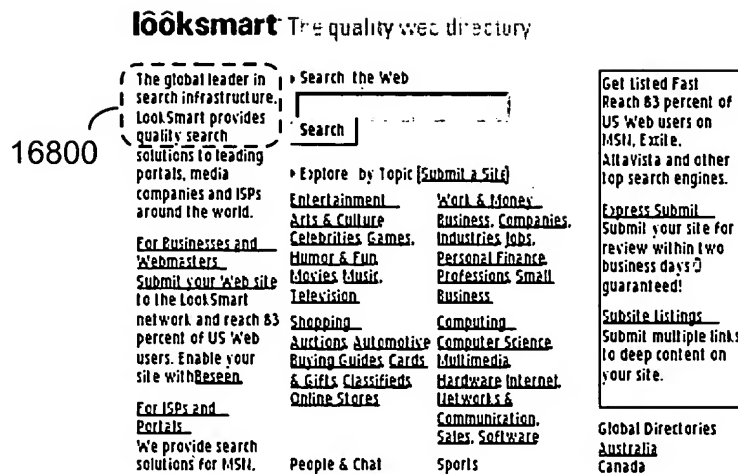 lôôksmart The quality web directory
16800
The global leader in
search infrastructure.
LookSmart provides
quality search
solutions to leading
portals, media
companies and ISPs
around the world.
For Businesses and
Webmasters
Submit your Web site
to the LookSmart
network and reach 83
percent of US Web
users. Enable your
site withBeseen
For ISPs and
Portals
We provide search
solutions for MSN,
Search the Web
Search
Explore by Topic [Submit a Site]
Entertainment
Arts & Culture
Celebrities, Games,
Humor & Fun
Movies, Music,
Television
Shopping
Auctions, Automotive
Buying Guides, Cards
& Gifts, Classifieds
Online Stores
People & Chat
Work & Money
Business, Companies,
Industries, Jobs,
Personal Finance
Professions, Small
Business
Computing
Computer Science
Multimedia
Hardware Internet,
Networks &
Communication,
Sales, Software
Sports
Get Listed Fast
Reach 83 percent of
US Web users on
MSN, Excite,
AltaVista and other
top search engines.
Express Submit
Submit your site for
review within two
business days
guaranteed!
Subsite Listings
Submit multiple links
to deep content on
your site.
Global Directories
Australia
Canada